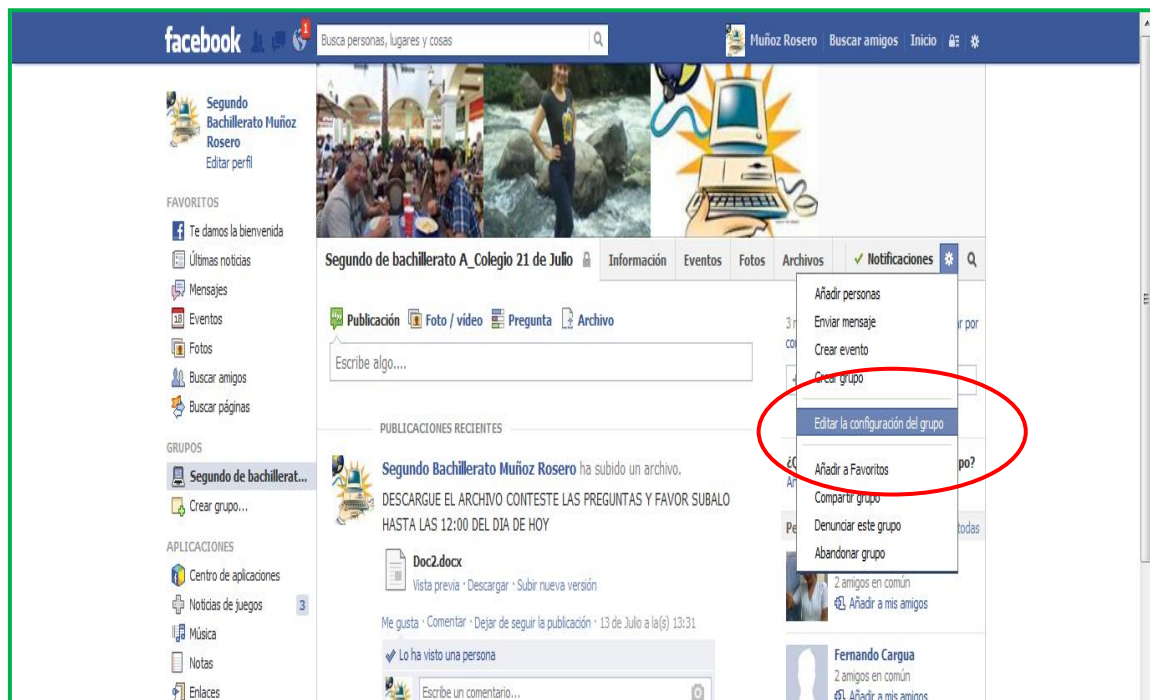 facebook
1
Busca personas, lugares y cosas
Muñoz Rosero
Buscar amigos
Inicio
Segundo
Bachillerato Muñoz
Rosero
Editar perfil
FAVORITOS
Te damos la bienvenida
Últimas noticias
Mensajes
18
Eventos
Fotos
Buscar amigos
Buscar páginas
GRUPOS
Segundo de bachillerat...
Crear grupo...
APLICACIONES
Centro de aplicaciones
Noticias de juegos 3
Música
Notas
Enlaces
Segundo de bachillerato A_Colegio 21 de Julio
Información
Eventos
Fotos
Archivos
✓ Notificaciones
Publicación
Foto / vídeo
Pregunta
Archivo
Escribe algo....
PUBLICACIONES RECIENTES
Segundo Bachillerato Muñoz Rosero ha subido un archivo.
DESCARGUE EL ARCHIVO CONTESTE LAS PREGUNTAS Y FAVOR SUBALO
HASTA LAS 12:00 DEL DIA DE HOY
Doc2.docx
Vista previa · Descargar · Subir nueva versión
Me gusta · Comentar · Dejar de seguir la publicación · 13 de Julio a la(s) 13:31
Lo ha visto una persona
Escribe un comentario...
Añadir personas
Enviar mensaje
Crear evento
Crear grupo
Editar la configuración del grupo
Añadir a Favoritos
Compartir grupo
Denunciar este grupo
Abandonar grupo
por
po?
todas
2 amigos en común
Añadir a mis amigos
Fernando Cargua
2 amigos en común
Añadir a mis amigos